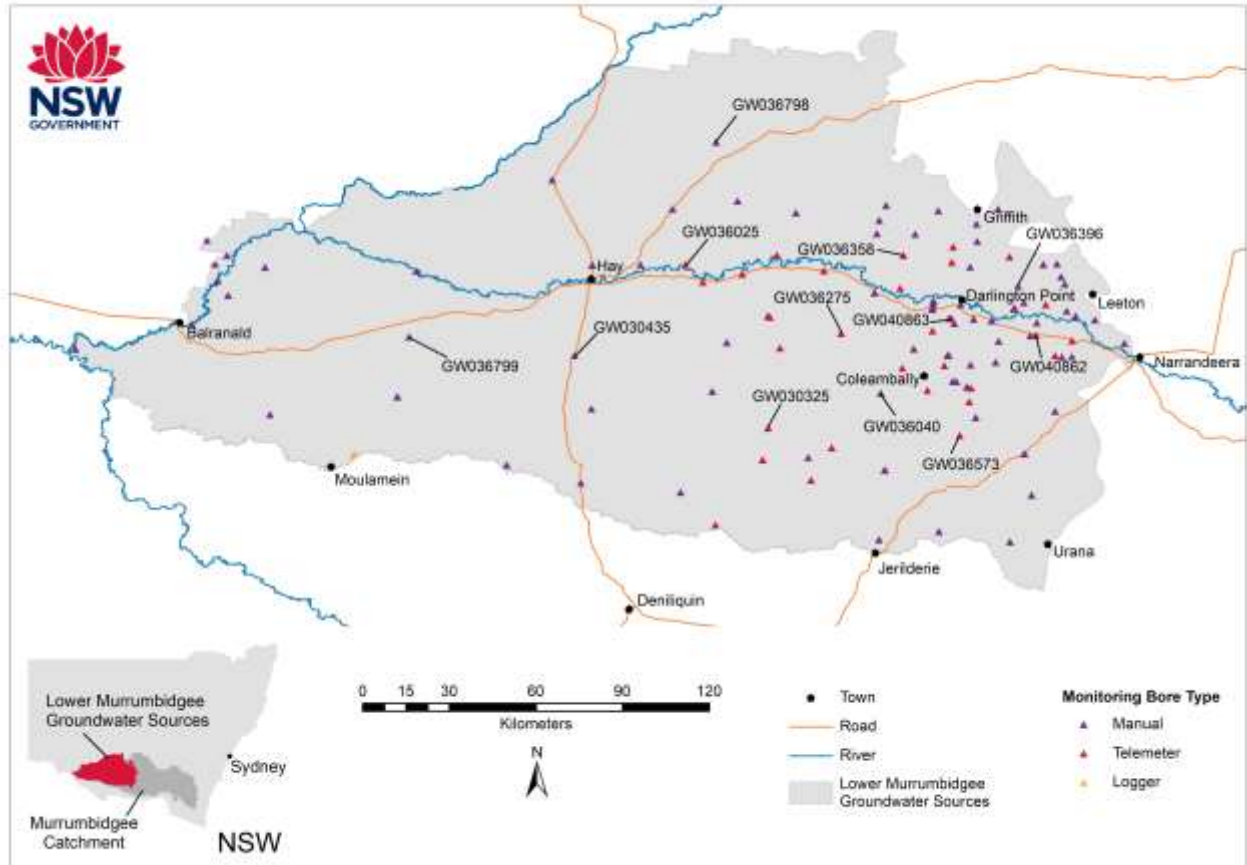 NSW
GOVERNMENT
GW036798
Griffith
GW036396
GW036025
GW036358
Hay
GW036275
Darlington Point
Leeton
Balranald
GW030435
GW040863
GW036799
GW040862
Narrandeera
Coleambally
GW030325
GW036040
GW036573
Moulamein
Urana
Jerilderie
Deniliquin
Lower Murrumbidgee
Groundwater Sources
Sydney
Murrumbidgee
Catchment
NSW
0 15 30 60 90 120
Kilometers
N
Town
Road
River
Lower Murrumbidgee
Groundwater Sources
Monitoring Bore Type
Manual
Telemeter
Logger